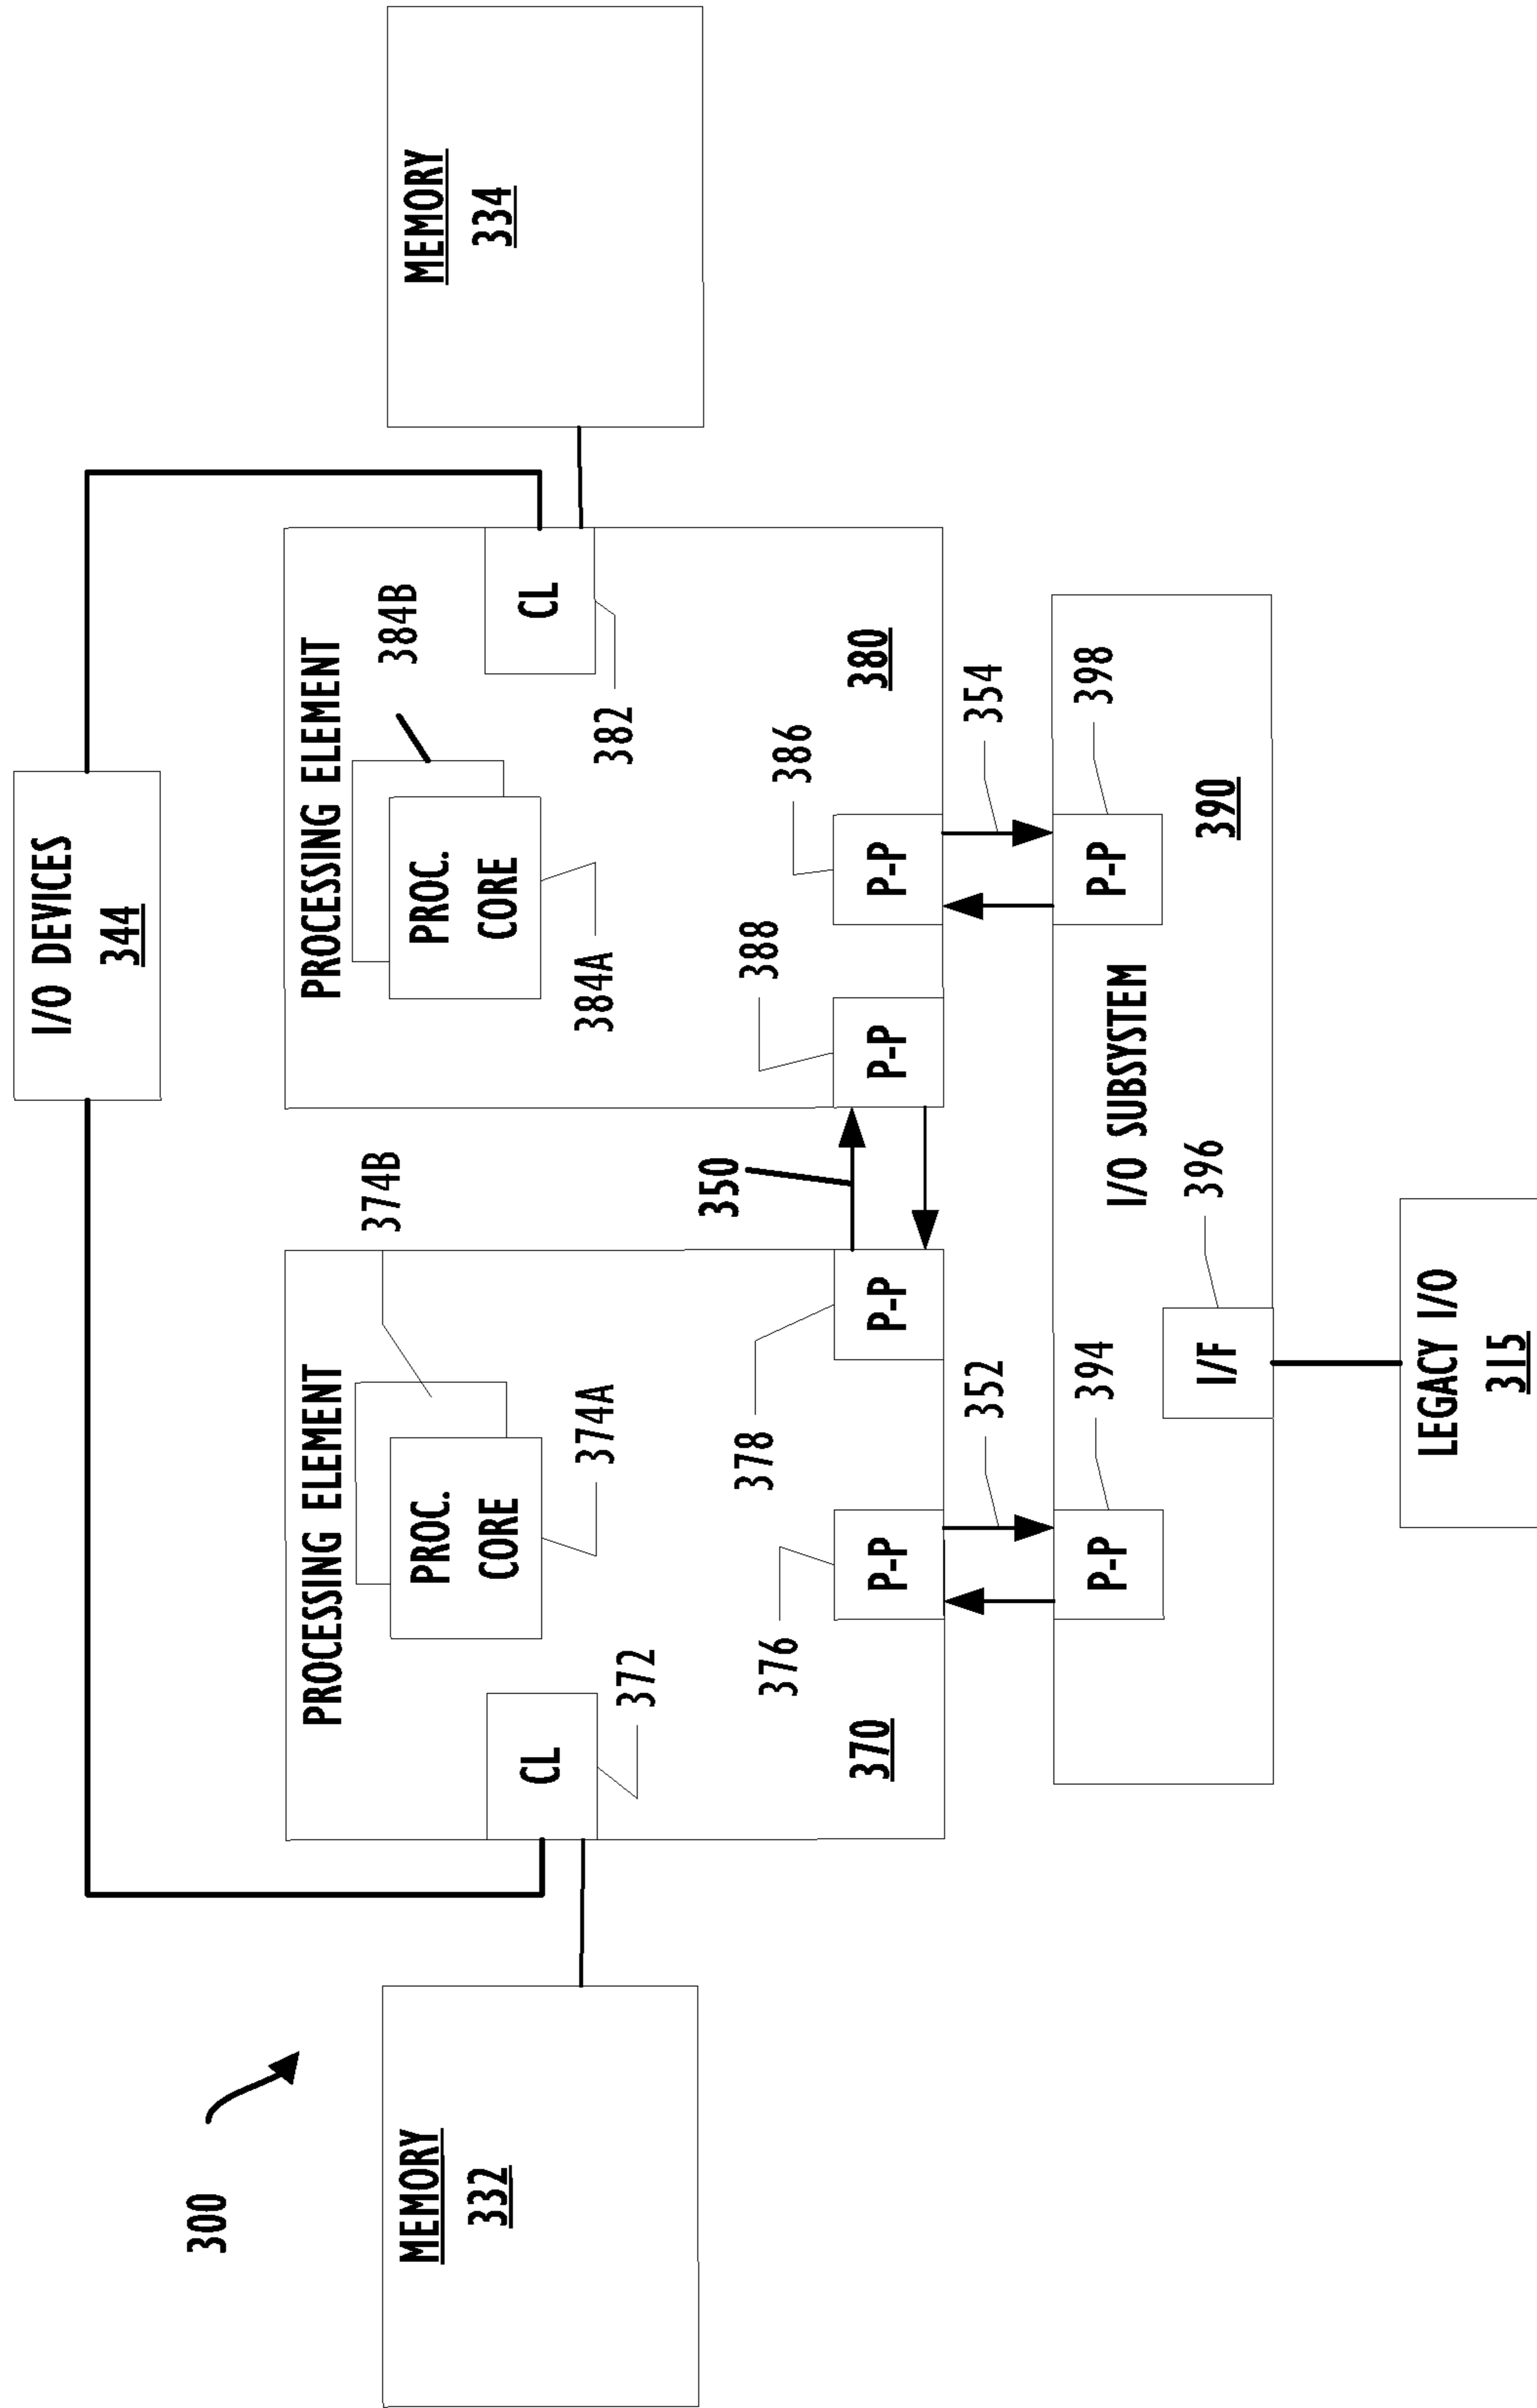 300
I/O DEVICES
344
MEMORY
332
PROCESSING ELEMENT
374B
PROC.
CORE
374A
CL
372
370
376
P-P
378
P-P
350
PROCESSING ELEMENT
384B
PROC.
CORE
384A
CL
382
380
388
P-P
386
P-P
MEMORY
334
352
354
P-P
394
P-P
398
I/O SUBSYSTEM
390
I/F
396
LEGACY I/O
315